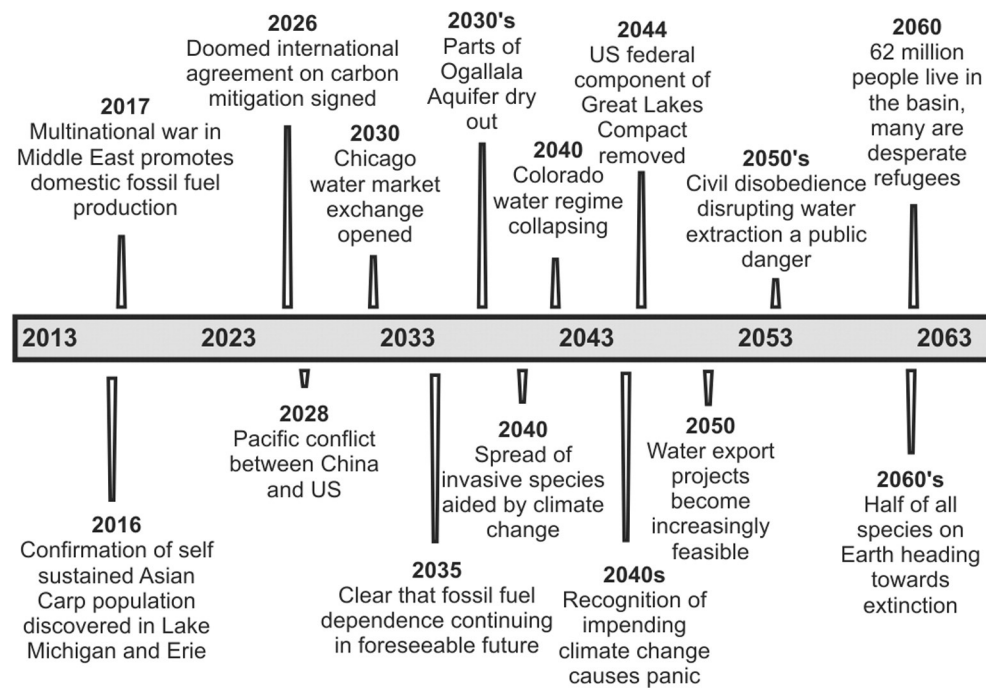 2017
Multinational war in
Middle East promotes
domestic fossil fuel
production
2026
Doomed international
agreement on carbon
mitigation signed
2030
Chicago
water market
exchange
opened
2030's
Parts of
Ogallala
Aquifer dry
out
2040
Colorado
water regime
collapsing
2044
US federal
component of
Great Lakes
Compact
removed
2050's
Civil disobedience
disrupting water
extraction a public
danger
2060
62 million
people live in
the basin,
many are
desperate
refugees
2013 2023 2033 2043 2053 2063
2016
Confirmation of self
sustained Asian
Carp population
discovered in Lake
Michigan and Erie
2028
Pacific conflict
between China
and US
2035
Clear that fossil fuel
dependence continuing
in foreseeable future
2040
Spread of
invasive species
aided by climate
change
2040s
Recognition of
impending
climate change
causes panic
2050
Water export
projects
become
increasingly
feasible
2060's
Half of all
species on
Earth heading
towards
extinction